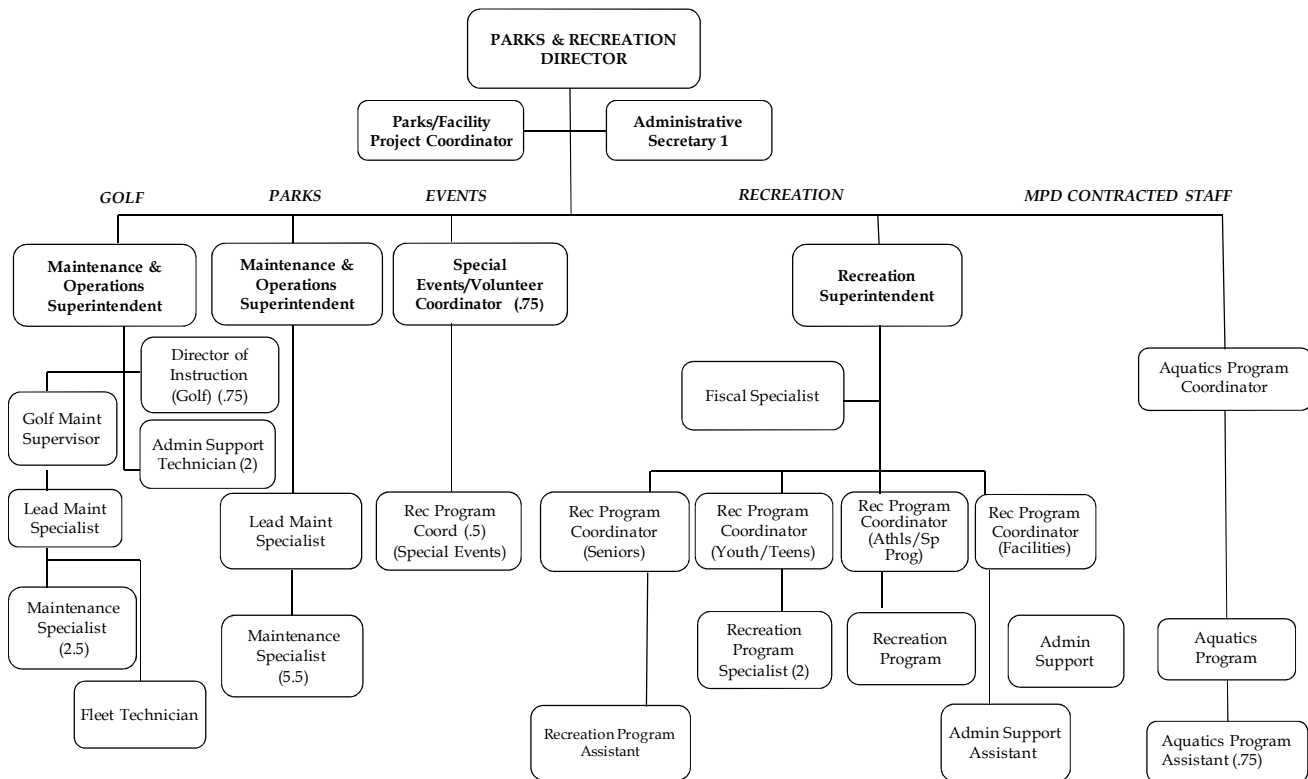 PARKS & RECREATION
DIRECTOR
Parks/Facility
Project Coordinator
Administrative
Secretary 1
GOLF
PARKS
EVENTS
RECREATION
MPD CONTRACTED STAFF
Maintenance &
Operations
Superintendent
Maintenance &
Operations
Superintendent
Special
Events/Volunteer
Coordinator (.75)
Recreation
Superintendent
Director of
Instruction
(Golf) (.75)
Aquatics Program
Coordinator
Fiscal Specialist
Golf Maint
Supervisor
Admin Support
Technician (2)
Lead Maint
Specialist
Lead Maint
Specialist
Rec Program
Coord (.5)
(Special Events)
Rec Program
Coordinator
(Seniors)
Rec Program
Coordinator
(Youth/Teens)
Rec Program
Coordinator
(Athls/Sp
Prog)
Rec Program
Coordinator
(Facilities)
Maintenance
Specialist
(2.5)
Maintenance
Specialist
(5.5)
Recreation
Program
Specialist (2)
Recreation
Program
Admin
Support
Aquatics
Program
Fleet Technician
Recreation Program
Assistant
Admin Support
Assistant
Aquatics Program
Assistant (.75)